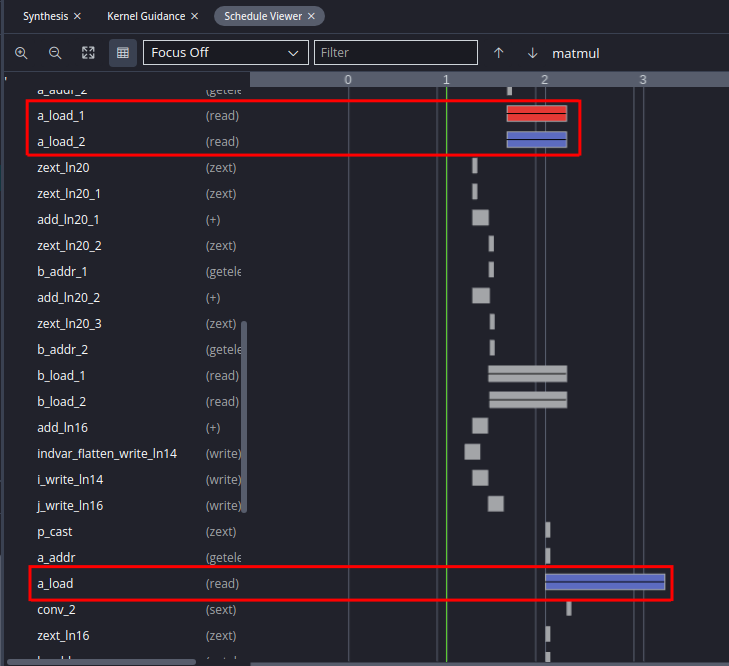 Synthesis × Kernel Guidance × Schedule Viewer ×
Focus Off Filter matmul
0 1 2 3
a_addr_2 (getele
a_load_1 (read)
a_load_2 (read)
zext_ln20 (zext)
zext_ln20_1 (zext)
add_ln20_1 (+)
zext_ln20_2 (zext)
b_addr_1 (getele
add_ln20_2 (+)
zext_ln20_3 (zext)
b_addr_2 (getele
b_load_1 (read)
b_load_2 (read)
add_ln16 (+)
indvar_flatten_write_ln14 (write)
i_write_ln14 (write)
j_write_ln16 (write)
p_cast (zext)
a_addr (getele
a_load (read)
conv_2 (sext)
zext_ln16 (zext)